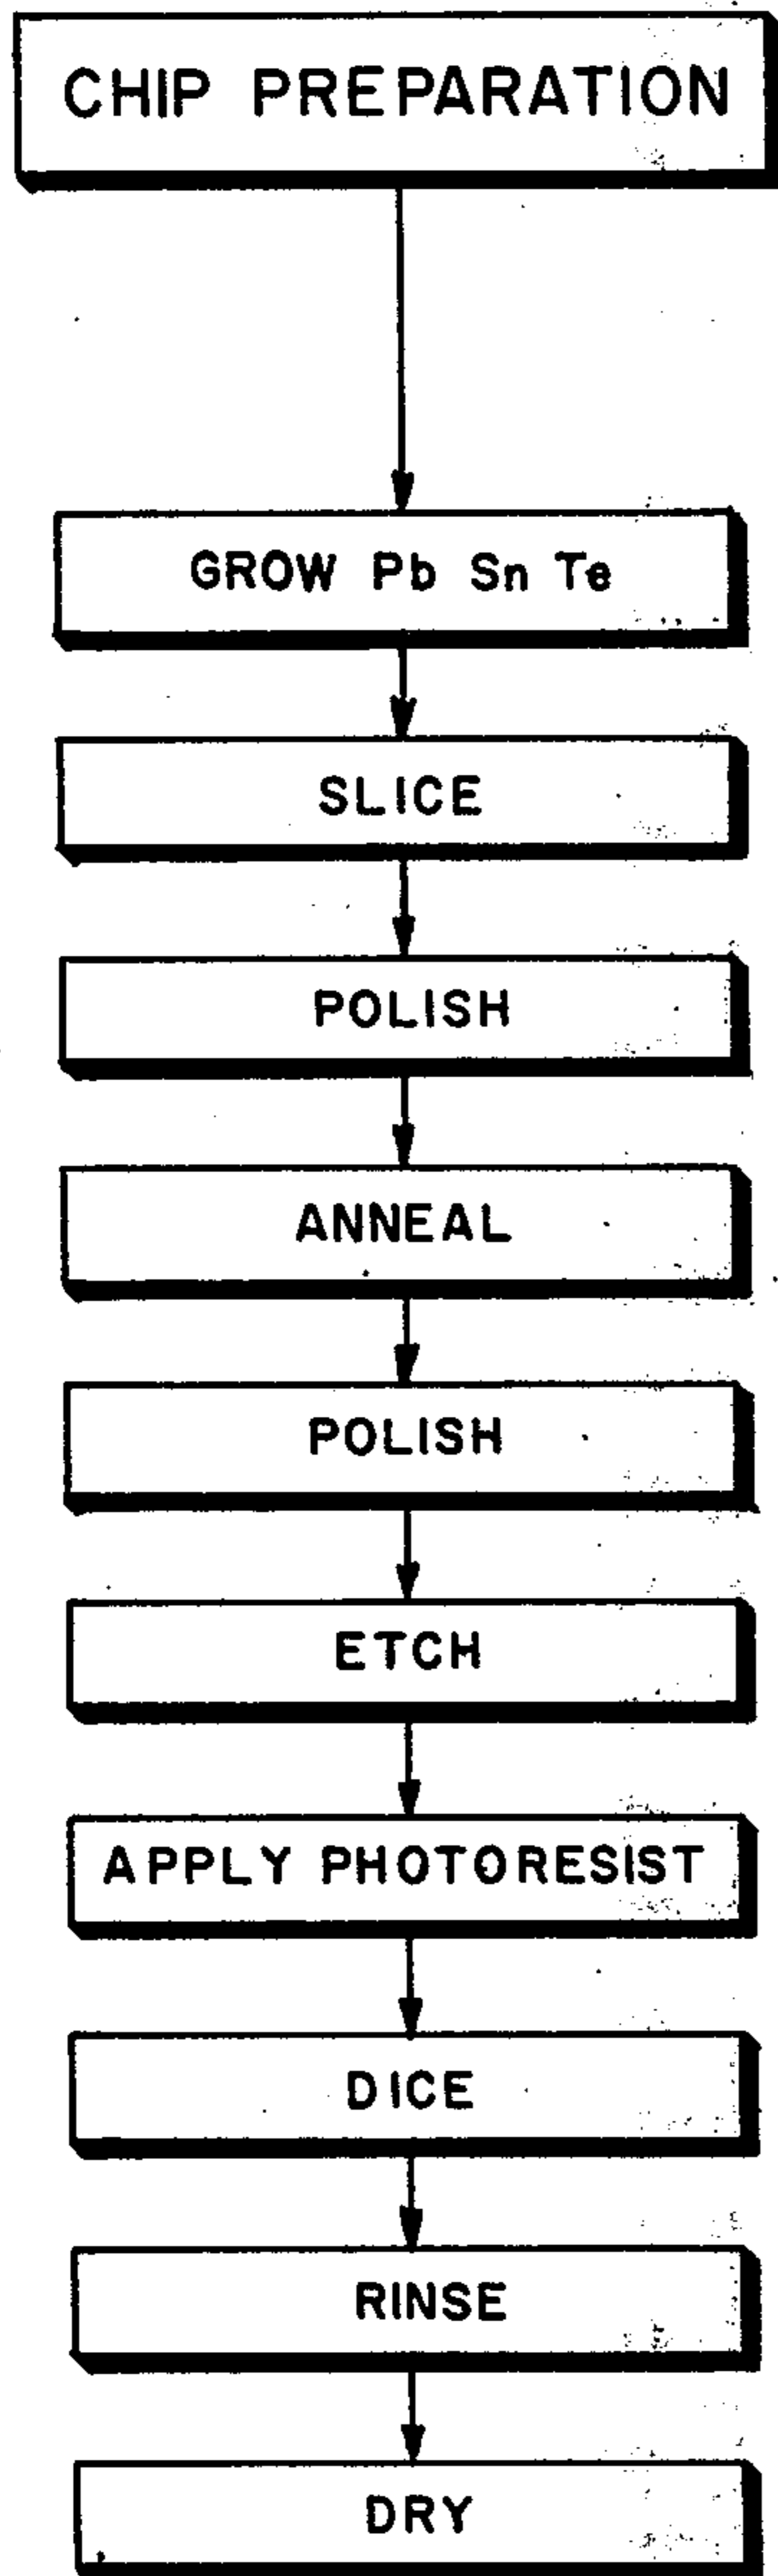 CHIP PREPARATION
GROW Pb Sn Te
SLICE
POLISH
ANNEAL
POLISH
ETCH
APPLY PHOTORESIST
DICE
RINSE
DRY